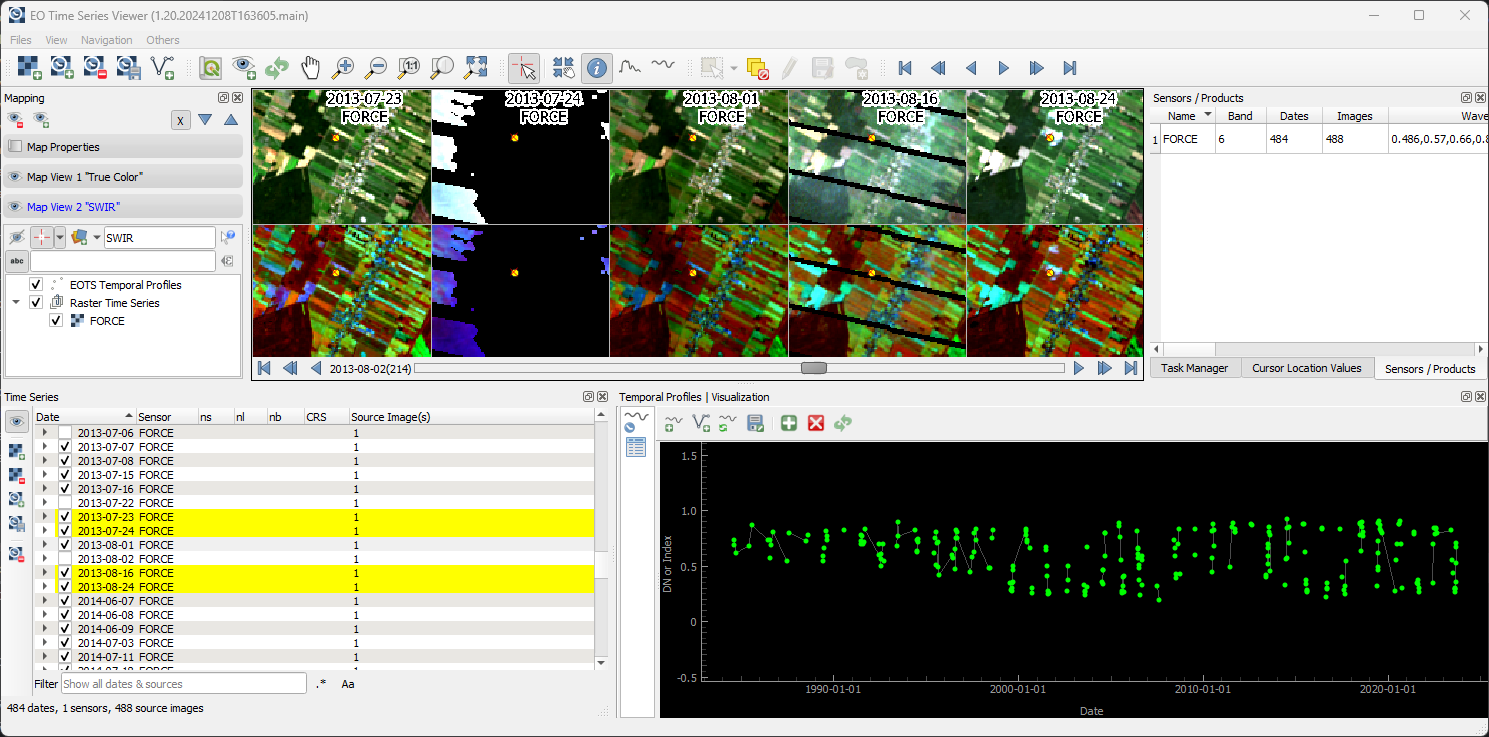 EO Time Series Viewer (1.20.20241208T163605.main)
Files View Navigation Others
Mapping
X
Map Properties
Map View 1 "True Color"
Map View 2 "SWIR"
SWIR
abc
EOTS Temporal Profiles
Raster Time Series
FORCE
2013-07-23
FORCE
2013-07-24
FORCE
2013-08-01
FORCE
2013-08-16
FORCE
2013-08-24
FORCE
2013-08-02(214)
Sensors / Products
Name Band Dates Images Wave
1 FORCE 6 484 488 0.486,0.57,0.66,0.8
Task Manager Cursor Location Values Sensors / Products
Time Series
Date Sensor ns nl nb CRS Source Image(s)
2013-07-06 FORCE 1
2013-07-07 FORCE 1
2013-07-08 FORCE 1
2013-07-15 FORCE 1
2013-07-16 FORCE 1
2013-07-22 FORCE 1
2013-07-23 FORCE 1
2013-07-24 FORCE 1
2013-08-01 FORCE 1
2013-08-02 FORCE 1
2013-08-16 FORCE 1
2013-08-24 FORCE 1
2014-06-07 FORCE 1
2014-06-08 FORCE 1
2014-06-09 FORCE 1
2014-07-03 FORCE 1
2014-07-11 FORCE 1
Filter Show all dates & sources .* Aa
484 dates, 1 sensors, 488 source images
Temporal Profiles | Visualization
1.5
1.0
0.5
0
-0.5
DN or Index
1990-01-01 2000-01-01 2010-01-01 2020-01-01
Date